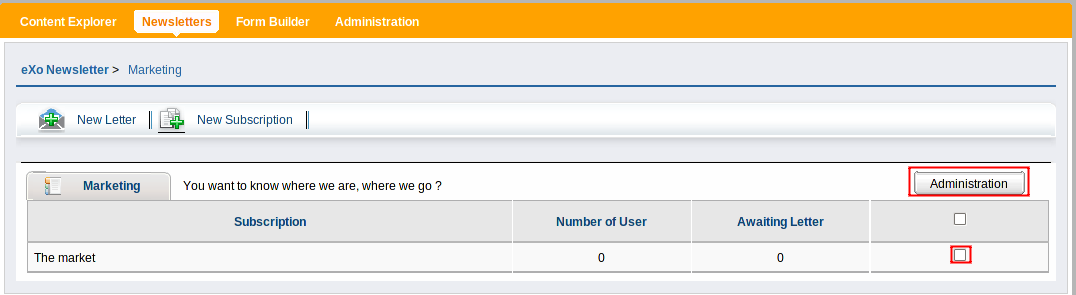 Content Explorer Newsletters Form Builder Administration
eXo Newsletter > Marketing
New Letter New Subscription
Marketing You want to know where we are, where we go ? Administration
Subscription Number of User Awaiting Letter
The market 0 0